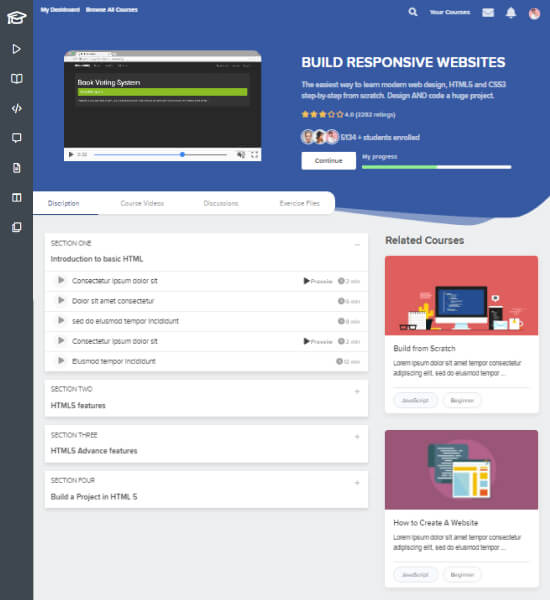 My Dashboard Browse All Courses
Your Courses
BUILD RESPONSIVE WEBSITES
The easiest way to learn modern web design, HTML5 and CSS3
step-by-step from scratch. Design AND code a huge project.
4.0 (3282 ratings)
5134 + students enrolled
Continue
My progress
Book Voting System
Discription
Course Videos
Discussions
Exercise Files
SECTION ONE
Introduction to basic HTML
Consectetur ipsum dolor sit Preview 2 min
Dolor sit amet consectetur 6 min
sed do eiusmod tempor incididunt 8 min
Consectetur ipsum dolor sit Preview 2 min
Eiusmod tempor incididunt 12 min
SECTION TWO
HTML5 features
SECTION THREE
HTML5 Advance features
SECTION FOUR
Build a Project in HTML 5
Related Courses
Build from Scratch
Lorem ipsum dolor sit amet tempor consectetur
adipiscing elit, sed do eiusmod tempor ...
JavaScript
Beginner
How to Create A Website
Lorem ipsum dolor sit amet tempor consectetur
adipiscing elit, sed do eiusmod tempor ...
JavaScript
Beginner